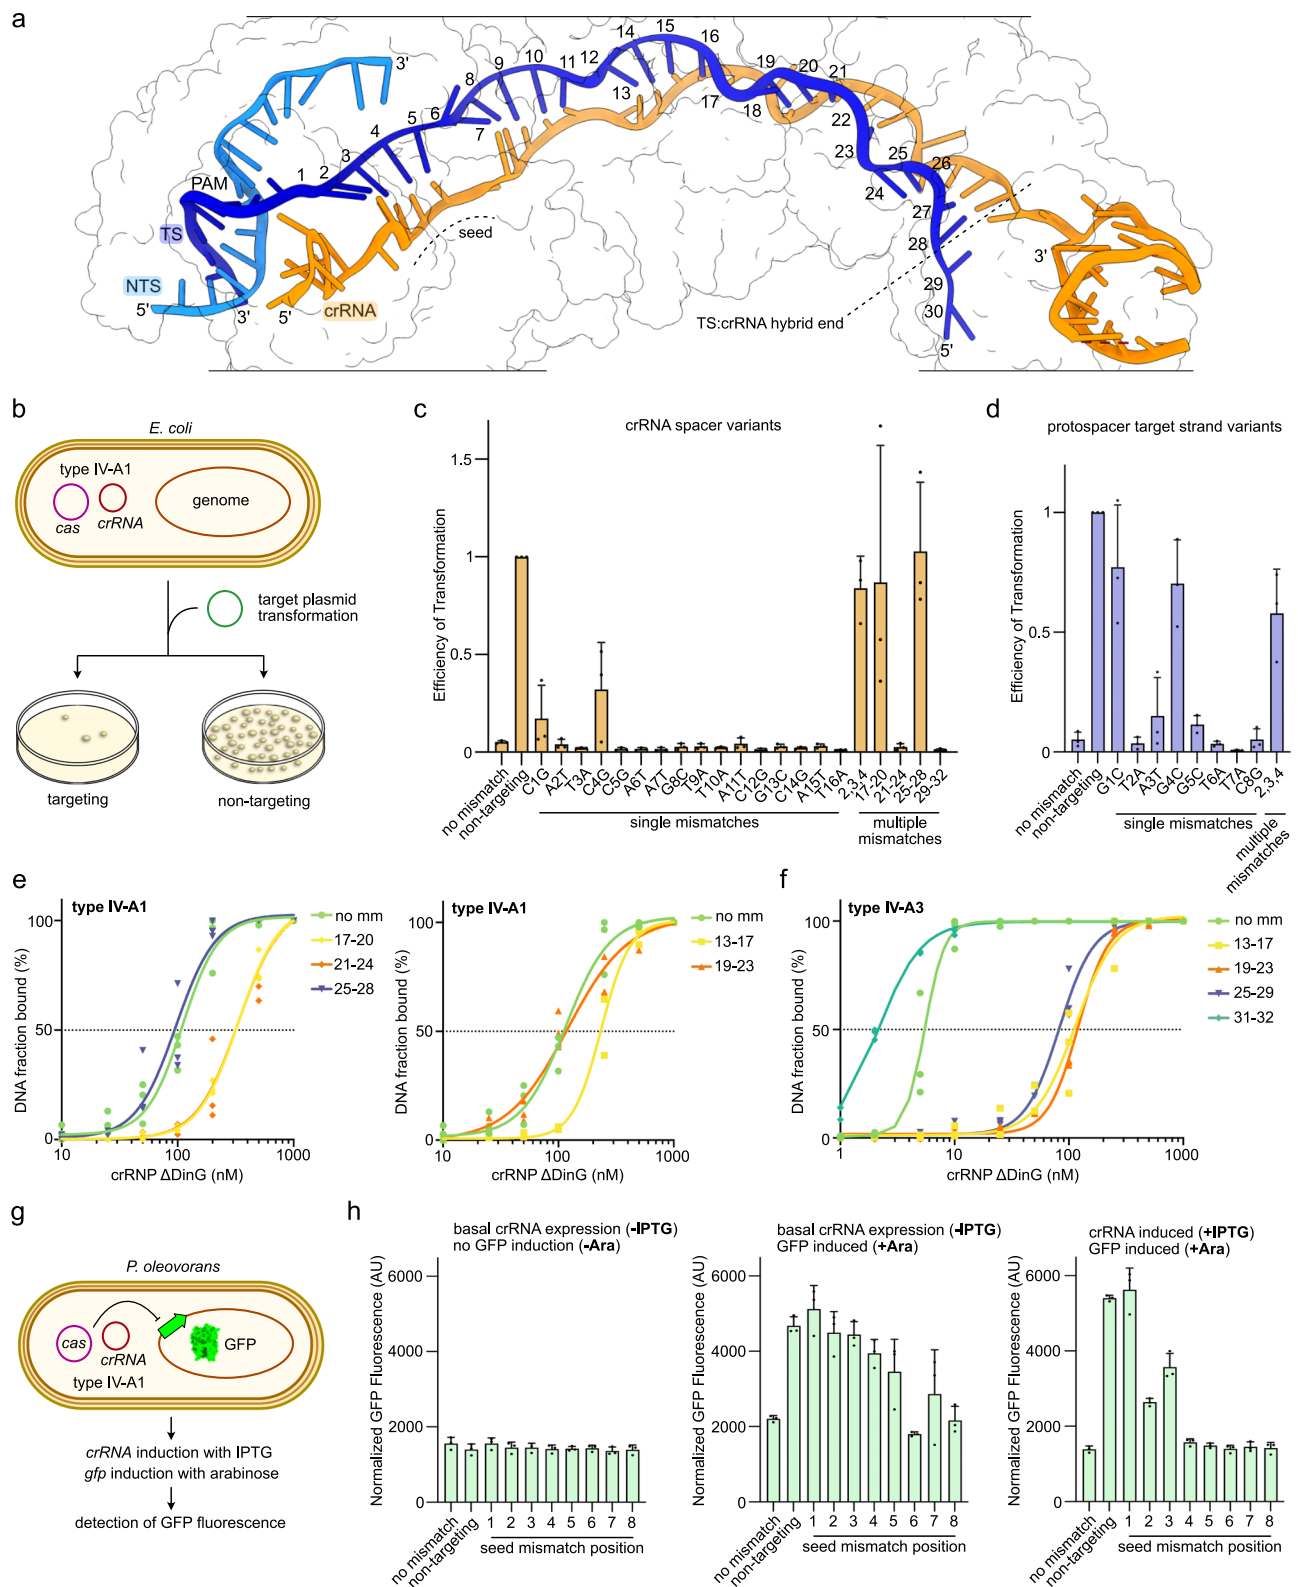 a
3'
PAM
TS
NTS
5'
3'
5'
crRNA
seed
1
2
3
4
5
6
7
8
9
10
11
12
13
14
15
16
17
18
19
20
21
22
23
24
25
26
27
28
29
30
5'
3'
TS:crRNA hybrid end
b
E. coli
type IV-A1
cas
crRNA
genome
target plasmid
transformation
targeting
non-targeting
c
crRNA spacer variants
Efficiency of Transformation
1.5
1
0.5
0
no mismatch
non-targeting
C1G
A2T
T3A
C4G
C5G
A6T
A7T
G8C
T9A
T10A
A11T
C12G
G13C
C14G
A15T
T16A
2,3,4
17-20
21-24
25-28
29-32
single mismatches
multiple
mismatches
d
protospacer target strand variants
Efficiency of Transformation
1
0.5
0
no mismatch
non-targeting
G1C
T2A
A3T
G4C
G5C
T6A
T7A
C8G
2,3,4
single mismatches
multiple
mismatches
e
type IV-A1
DNA fraction bound (%)
100
50
0
10
100
1000
crRNP ΔDinG (nM)
no mm
17-20
21-24
25-28
type IV-A1
DNA fraction bound (%)
100
50
0
10
100
1000
crRNP ΔDinG (nM)
no mm
13-17
19-23
f
type IV-A3
DNA fraction bound (%)
100
50
0
1
10
100
1000
crRNP ΔDinG (nM)
no mm
13-17
19-23
25-29
31-32
g
P. oleovorans
cas
crRNA
type IV-A1
GFP
crRNA induction with IPTG
gfp induction with arabinose
detection of GFP fluorescence
h
basal crRNA expression (-IPTG)
no GFP induction (-Ara)
Normalized GFP Fluorescence (AU)
6000
4000
2000
0
no mismatch
non-targeting
1 2 3 4 5 6 7 8
seed mismatch position
basal crRNA expression (-IPTG)
GFP induced (+Ara)
Normalized GFP Fluorescence (AU)
6000
4000
2000
0
no mismatch
non-targeting
1 2 3 4 5 6 7 8
seed mismatch position
crRNA induced (+IPTG)
GFP induced (+Ara)
Normalized GFP Fluorescence (AU)
6000
4000
2000
0
no mismatch
non-targeting
1 2 3 4 5 6 7 8
seed mismatch position